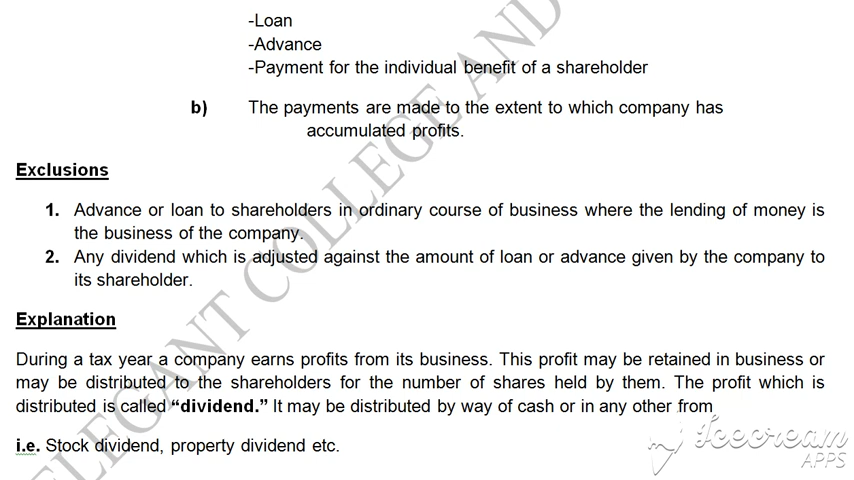 -Loan
-Advance
-Payment for the individual benefit of a shareholder
b) The payments are made to the extent to which company has
accumulated profits.
Exclusions
1. Advance or loan to shareholders in ordinary course of business where the lending of money is
the business of the company.
2. Any dividend which is adjusted against the amount of loan or advance given by the company to
its shareholder.
Explanation
During a tax year a company earns profits from its business. This profit may be retained in business or
may be distributed to the shareholders for the number of shares held by them. The profit which is
distributed is called “dividend.” It may be distributed by way of cash or in any other from
i.e. Stock dividend, property dividend etc.
ELEGANT COLLEGE AND
Icecream
APPS